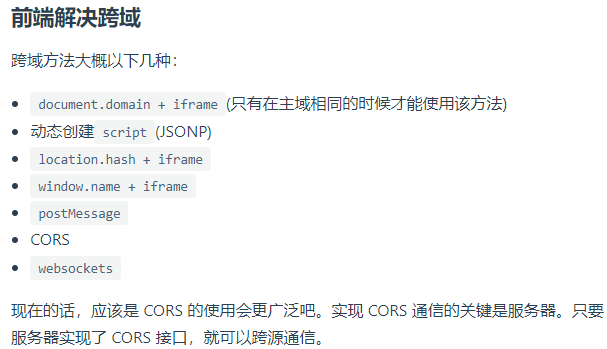 前端解决跨域
跨域方法大概以下几种：
document.domain + iframe (只有在主域相同的时候才能使用该方法)
动态创建 script (JSONP)
location.hash + iframe
window.name + iframe
postMessage
CORS
websockets
现在的话，应该是 CORS 的使用会更广泛吧。实现 CORS 通信的关键是服务器。只要
服务器实现了 CORS 接口，就可以跨源通信。